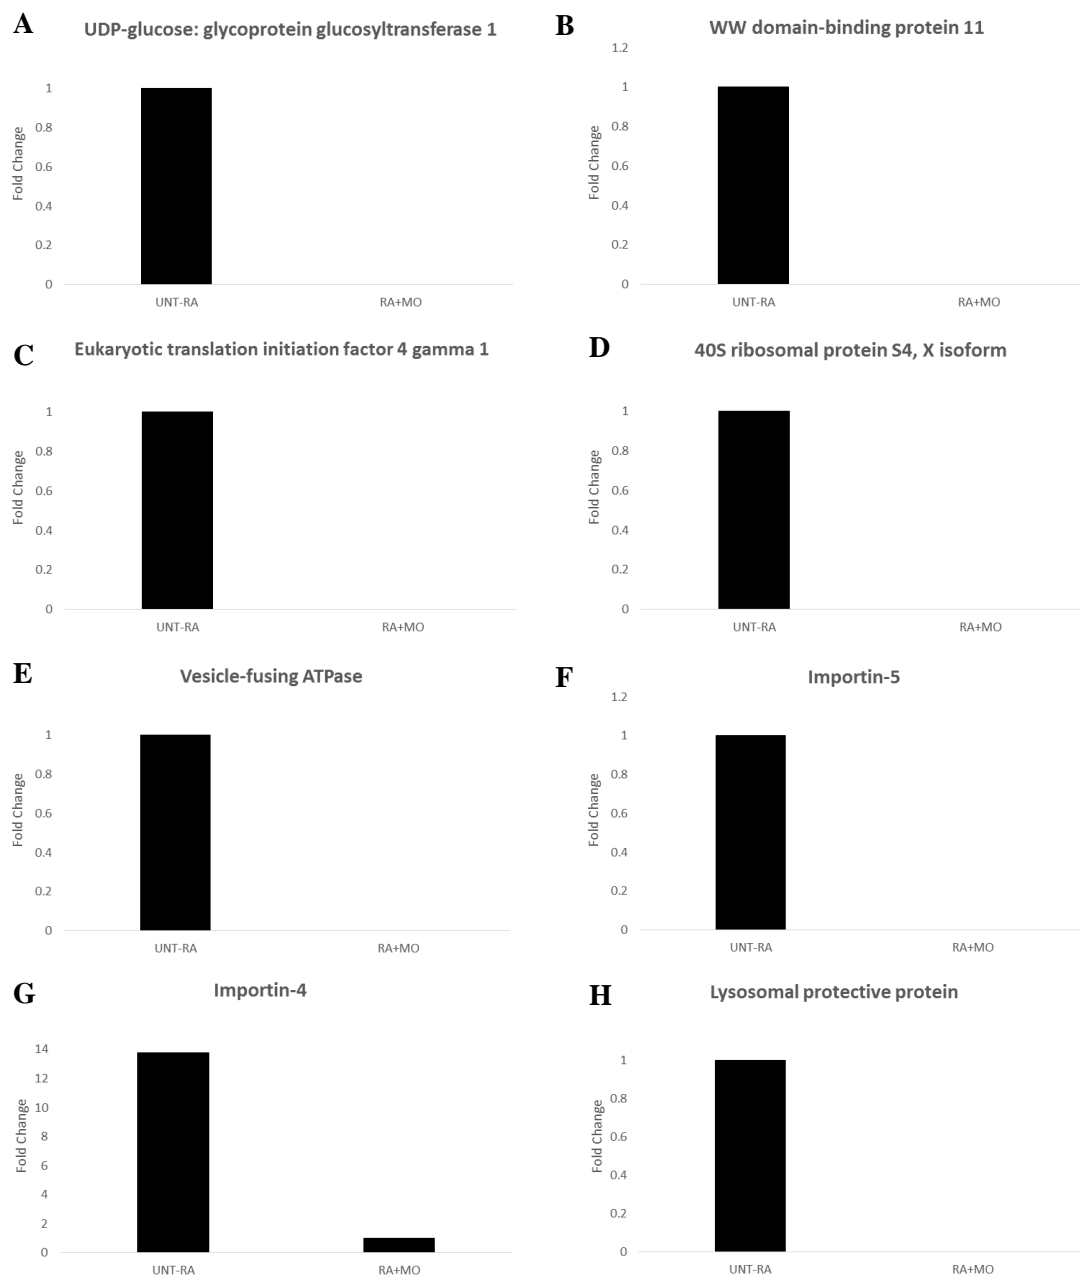 A
UDP-glucose: glycoprotein glucosyltransferase 1
Fold Change
1
0.8
0.6
0.4
0.2
0
UNT-RA
RA+MO
B
WW domain-binding protein 11
Fold Change
1.2
1
0.8
0.6
0.4
0.2
0
UNT-RA
RA+MO
C
Eukaryotic translation initiation factor 4 gamma 1
Fold Change
1
0.8
0.6
0.4
0.2
0
UNT-RA
RA+MO
D
40S ribosomal protein S4, X isoform
Fold Change
1
0.8
0.6
0.4
0.2
0
UNT-RA
RA+MO
E
Vesicle-fusing ATPase
Fold Change
1
0.8
0.6
0.4
0.2
0
UNT-RA
RA+MO
F
Importin-5
Fold Change
1.2
1
0.8
0.6
0.4
0.2
0
UNT-RA
RA+MO
G
Importin-4
Fold Change
14
12
10
8
6
4
2
0
UNT-RA
RA+MO
H
Lysosomal protective protein
Fold Change
1
0.8
0.6
0.4
0.2
0
UNT-RA
RA+MO